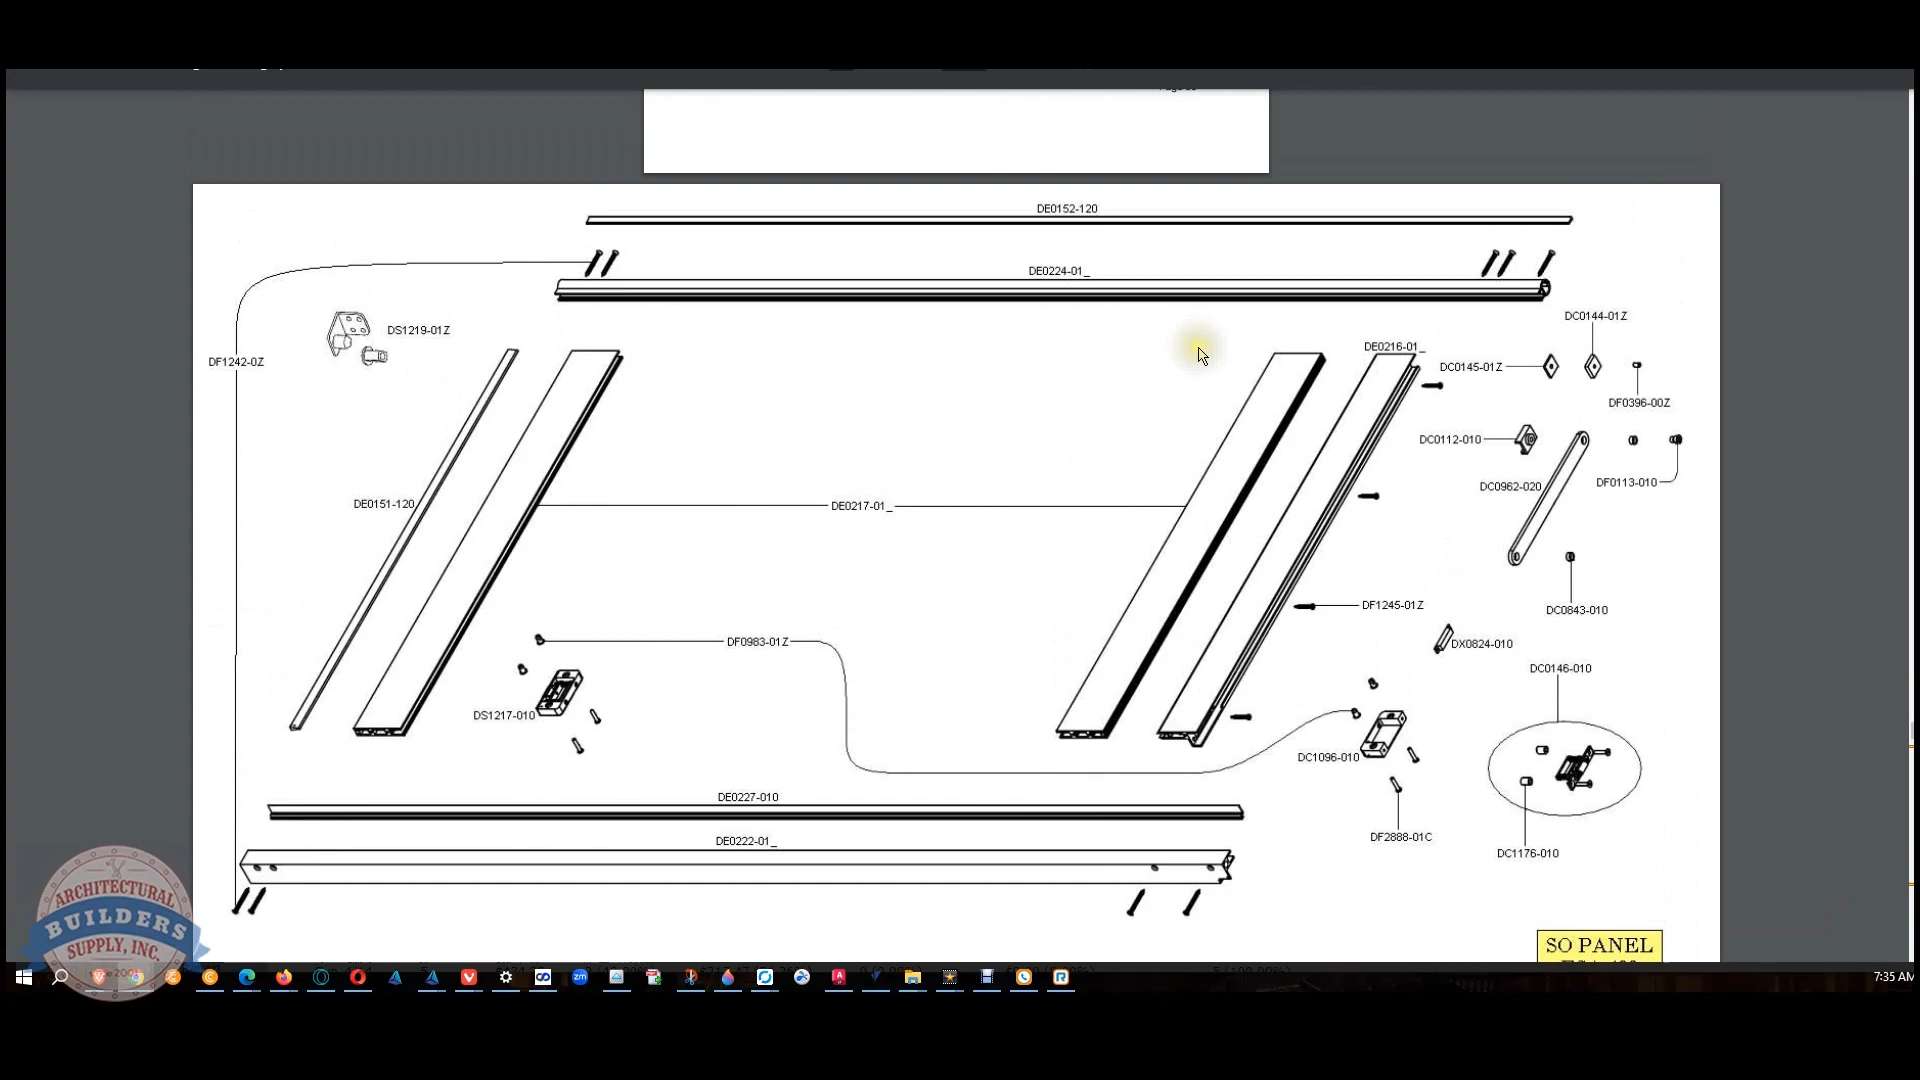 DE0152-120
DE0224-01_
DS1219-01Z
DC0144-01Z
DF1242-0Z
DE0216-01_
DC0145-01Z
DF0396-00Z
DC0112-010
DC0962-020
DF0113-010
DE0151-120
DE0217-01_
DF1245-01Z
DC0843-010
DF0983-01Z
DX0824-010
DC0146-010
DS1217-010
DC1096-010
DE0227-010
DF2888-01C
DE0222-01_
DC1176-010
SO PANEL
ARCHITECTURAL
BUILDERS
SUPPLY, INC.
7:35 AM